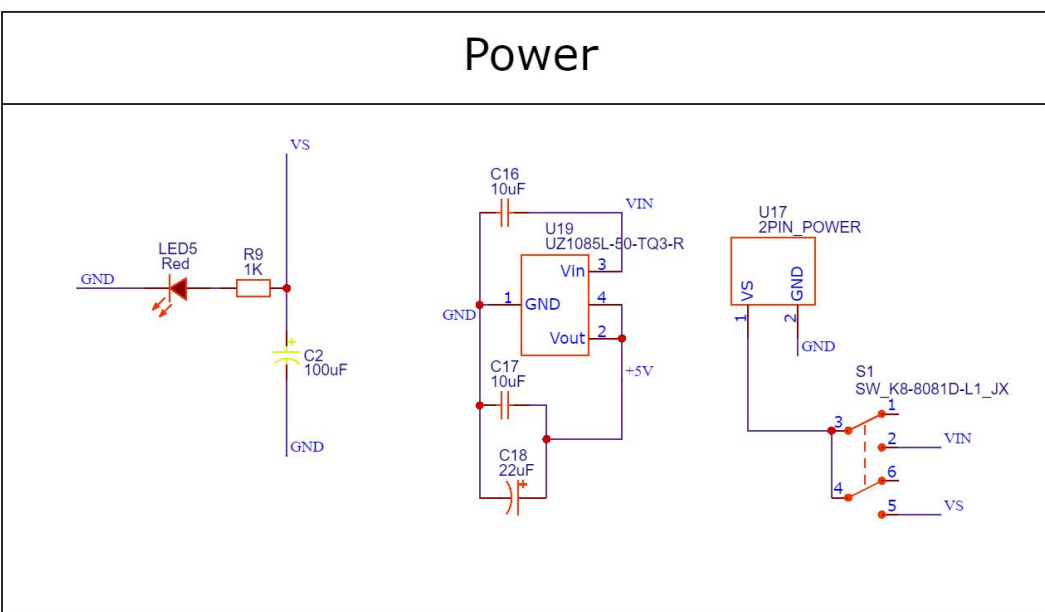 Power
VS
LED5
Red
R9
1K
GND
C2
100uF
GND
C16
10uF
VIN
U19
UZ1085L-50-TQ3-R
Vin 3
1 GND 4
GND
Vout 2
C17
10uF
+5V
C18
22uF
U17
2PIN_POWER
VS
GND
1
2
GND
S1
SW_K8-8081D-L1_JX
1
3
2 VIN
6
4
5 VS